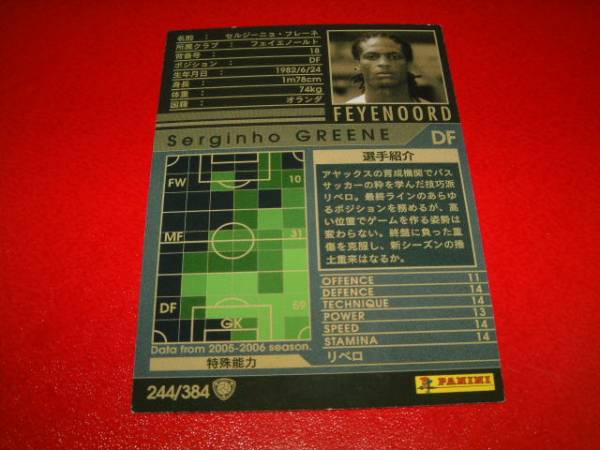 名前 : セルジーニョ・フレーネ
所属クラブ : フェイエノールト
背番号 : 18
ポジション : DF
生年月日 : 1982/6/24
身長 : 1m78cm
体重 : 74kg
国籍 : オランダ
FEYENOORD
Serginho GREENE DF
FW 10
MF 31
DF 59
GK
Data from 2005-2006 season.
特殊能力
選手紹介
アヤックスの育成機関でパス
サッカーの粋を学んだ技巧派
リベロ。最終ラインのあらゆ
るポジションを務めるが、高
い位置でゲームを作る姿勢は
変わらない。終盤に負った重
傷を克服し、新シーズンの捲
土重来はなるか。
OFFENCE 11
DEFENCE 14
TECHNIQUE 14
POWER 13
SPEED 14
STAMINA 14
リベロ
244/384
PANINI